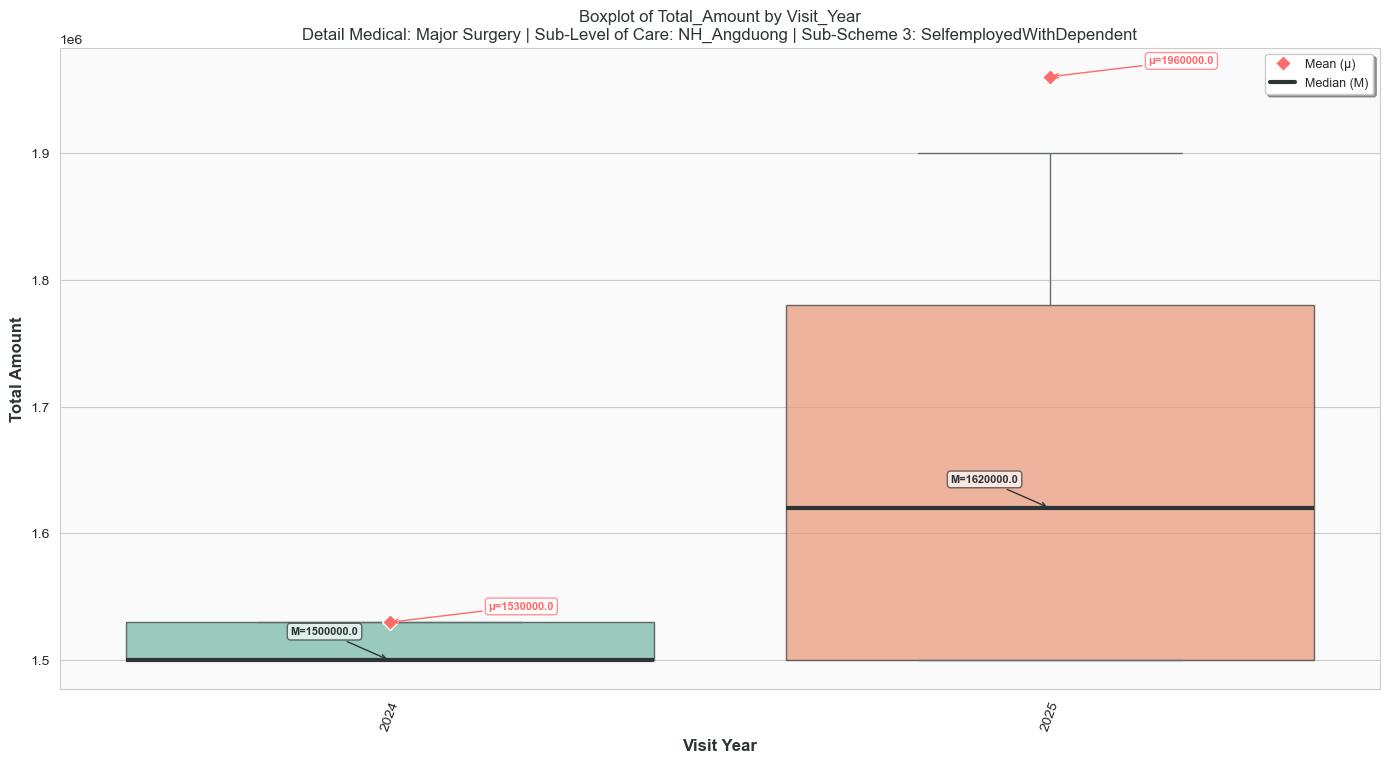 Boxplot of Total_Amount by Visit_Year
Detail Medical: Major Surgery | Sub-Level of Care: NH_Angduong | Sub-Scheme 3: SelfemployedWithDependent
1e6
Mean (μ)
Median (M)
μ=1960000.0
1.9
1.8
1.7
1.6
1.5
Total Amount
M=1620000.0
μ=1530000.0
M=1500000.0
2024
2025
Visit Year